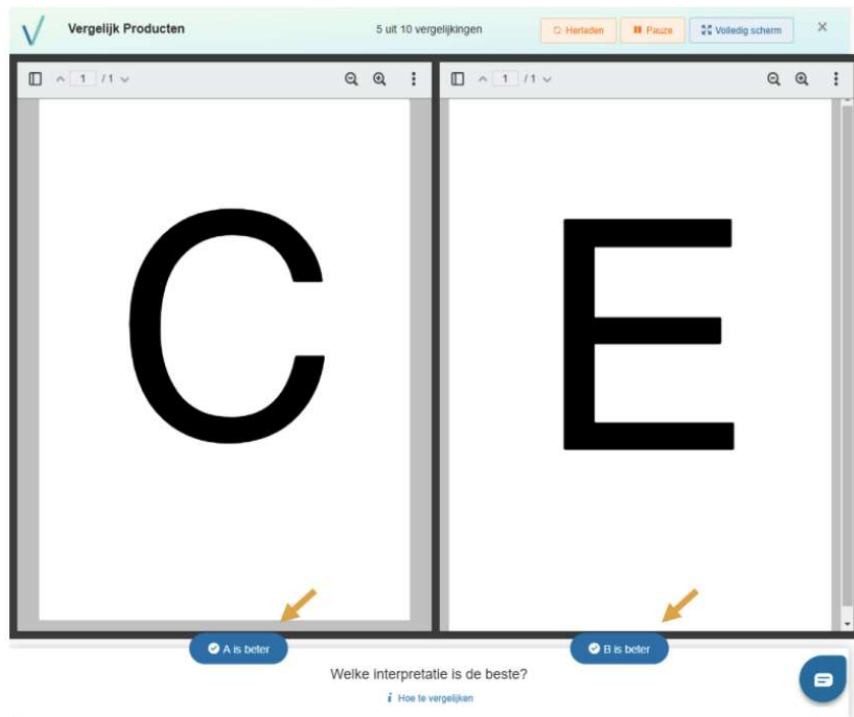 Vergelijk Producten 5 uit 10 vergelijkingen Herladen Pauze Volledig scherm
1 /1 1 /1
C E
A is beter B is beter
Welke interpretatie is de beste?
i Hoe te vergelijken